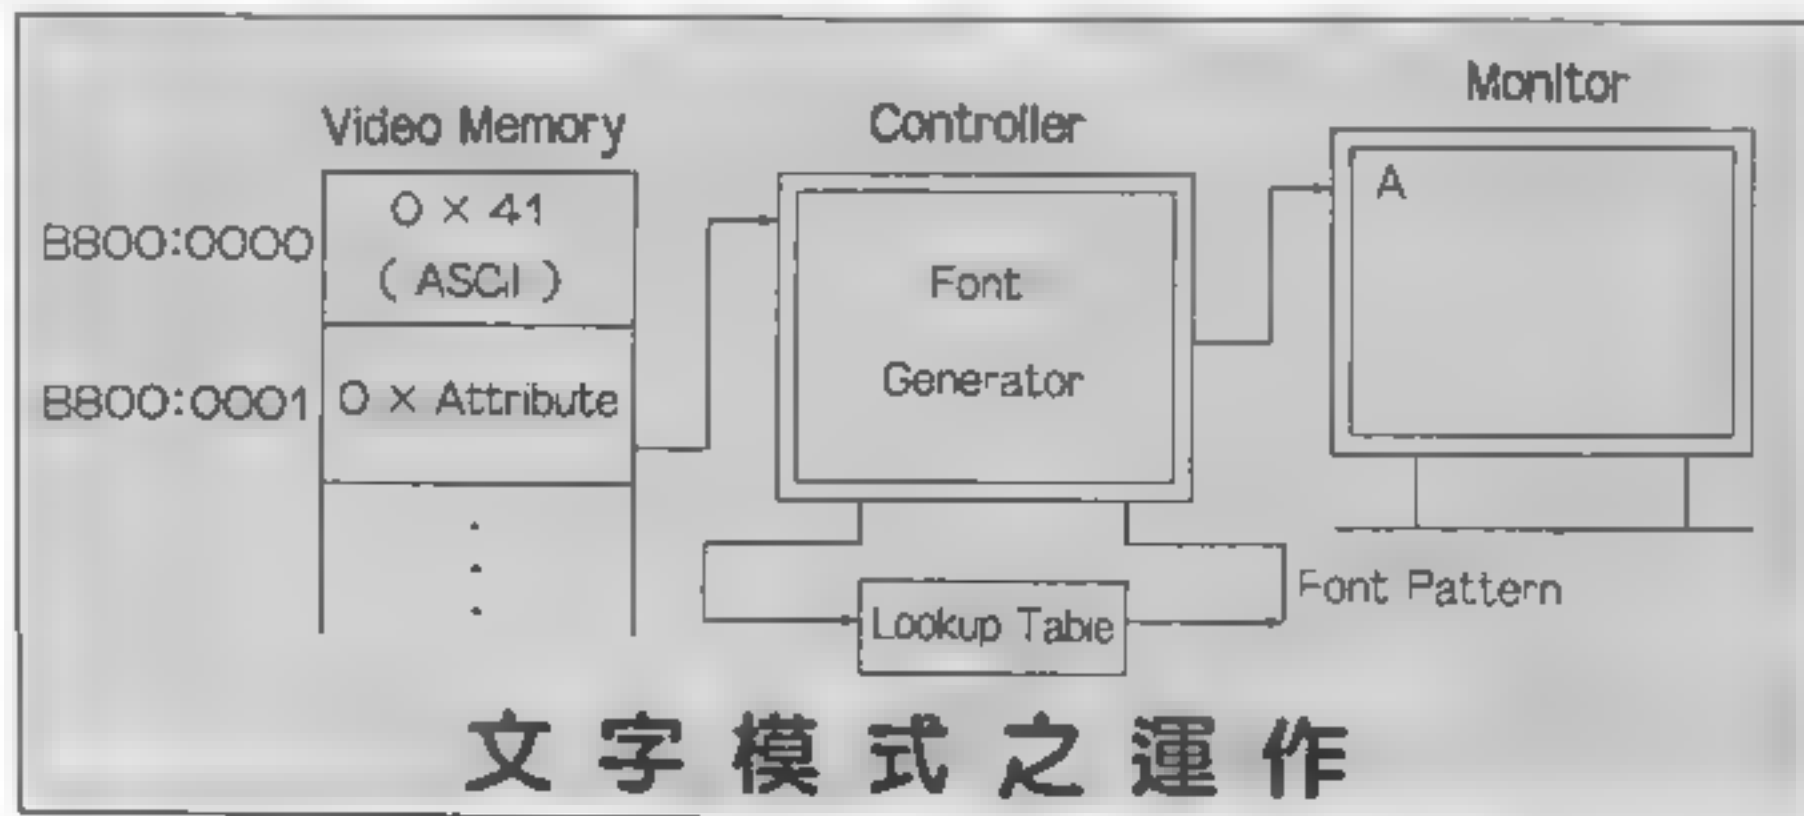 Video Memory
B800:0000
0 × 41
( ASCII )
B800:0001
0 × Attribute
Controller
Font
Generator
Lookup Table
Font Pattern
Monitor
A
文字模式之運作